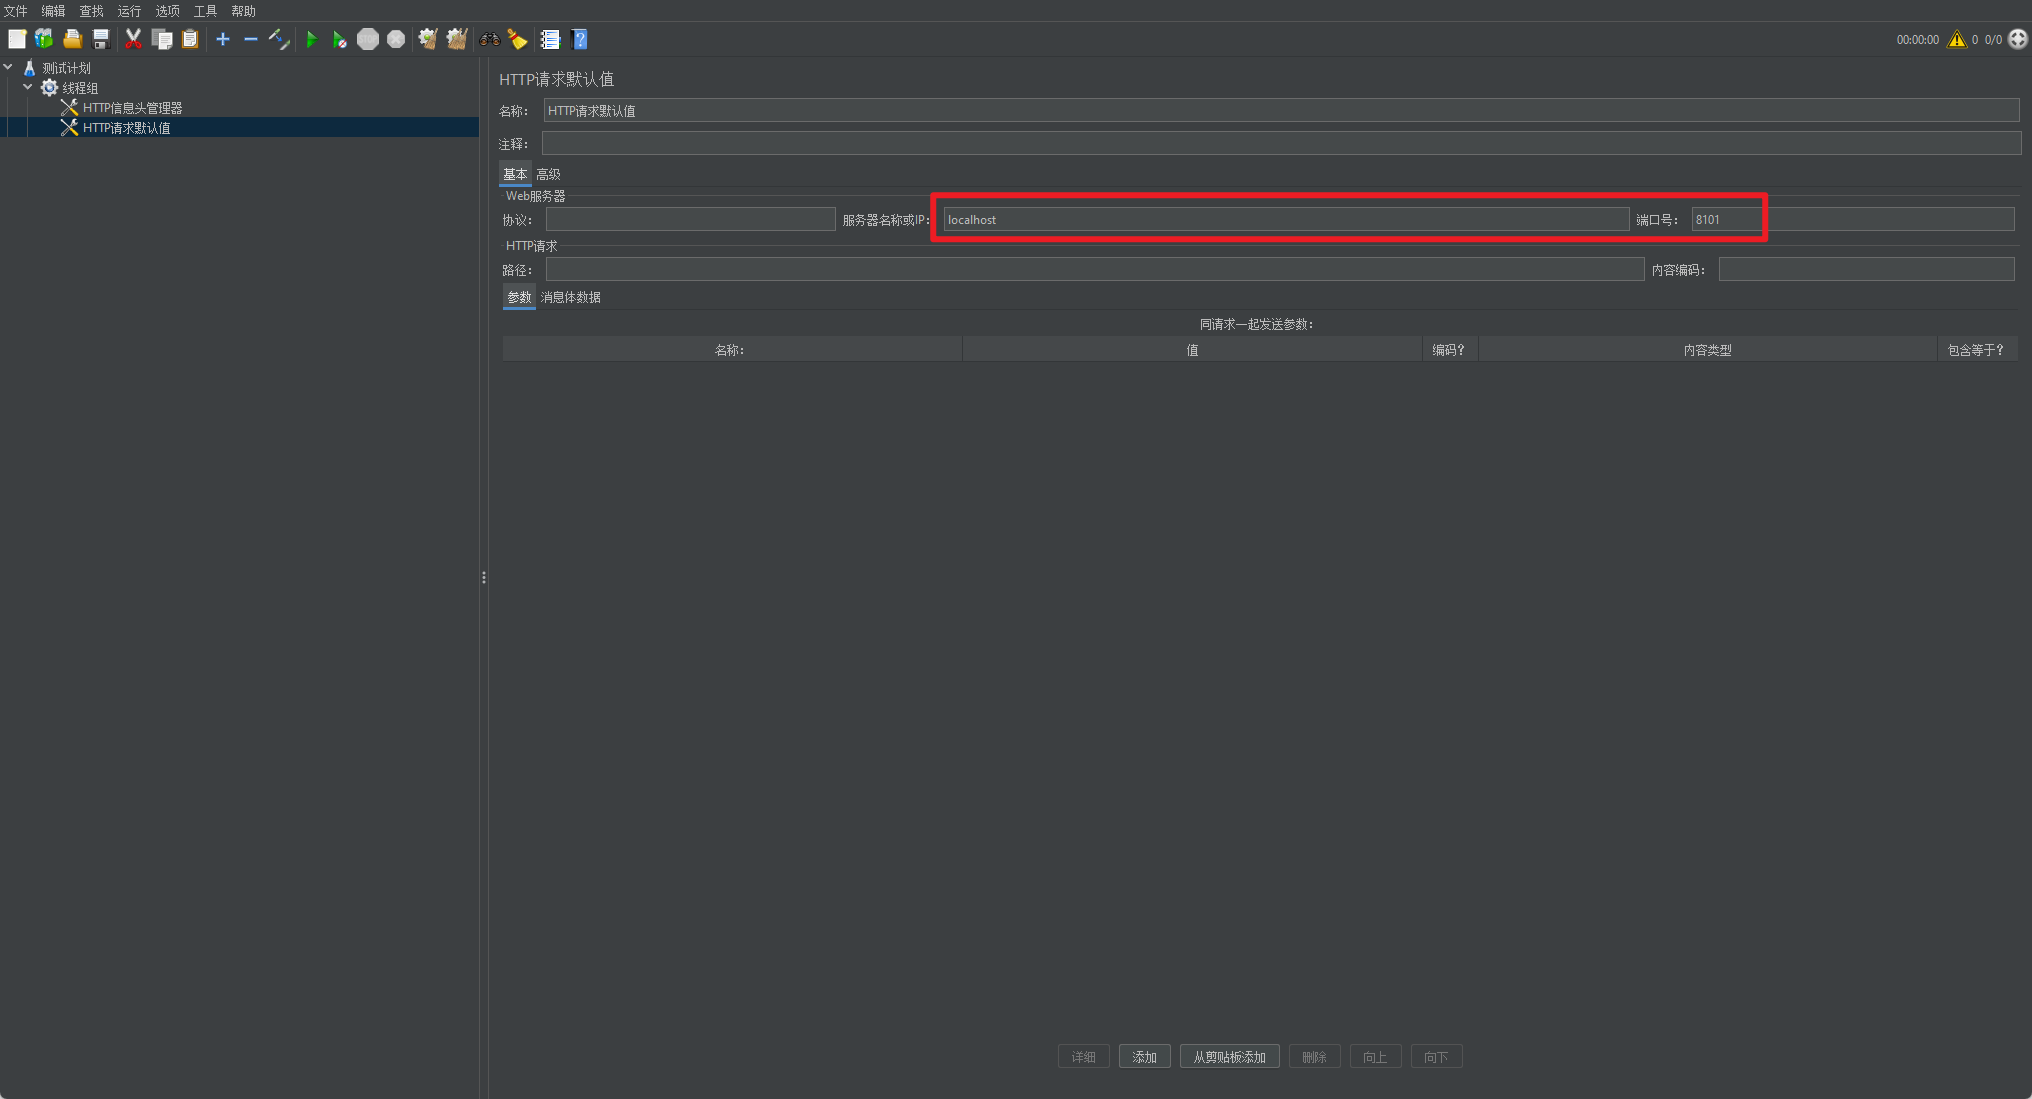 文件 编辑 查找 运行 选项 工具 帮助
00:00:00 0 0/0
测试计划
线程组
HTTP信息头管理器
HTTP请求默认值
HTTP请求默认值
名称: HTTP请求默认值
注释:
基本 高级
Web服务器
协议: 服务器名称或IP: localhost 端口号: 8101
HTTP请求
路径: 内容编码:
参数 消息体数据
同请求一起发送参数:
名称: 值 编码? 内容类型 包含等于?
详细 添加 从剪贴板添加 删除 向上 向下